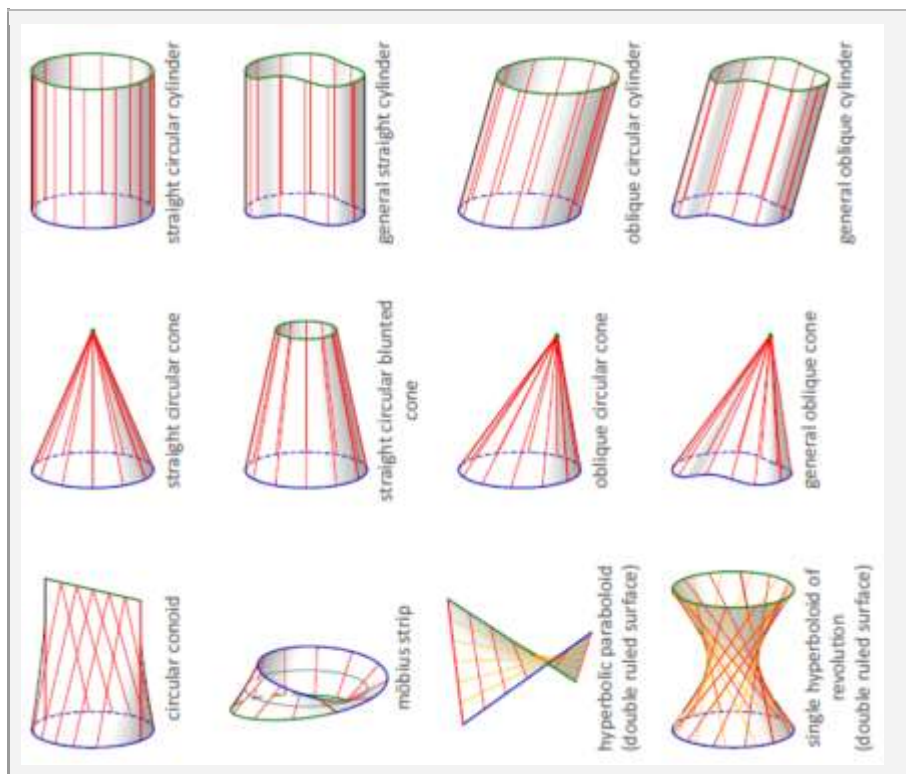 circular conoid
straight circular cone
straight circular cylinder
möbius strip
straight circular blunted
cone
general straight cylinder
hyperbolic paraboloid
(double ruled surface)
oblique circular cone
oblique circular cylinder
single hyperboloid of
revolution
(double ruled surface)
general oblique cone
general oblique cylinder